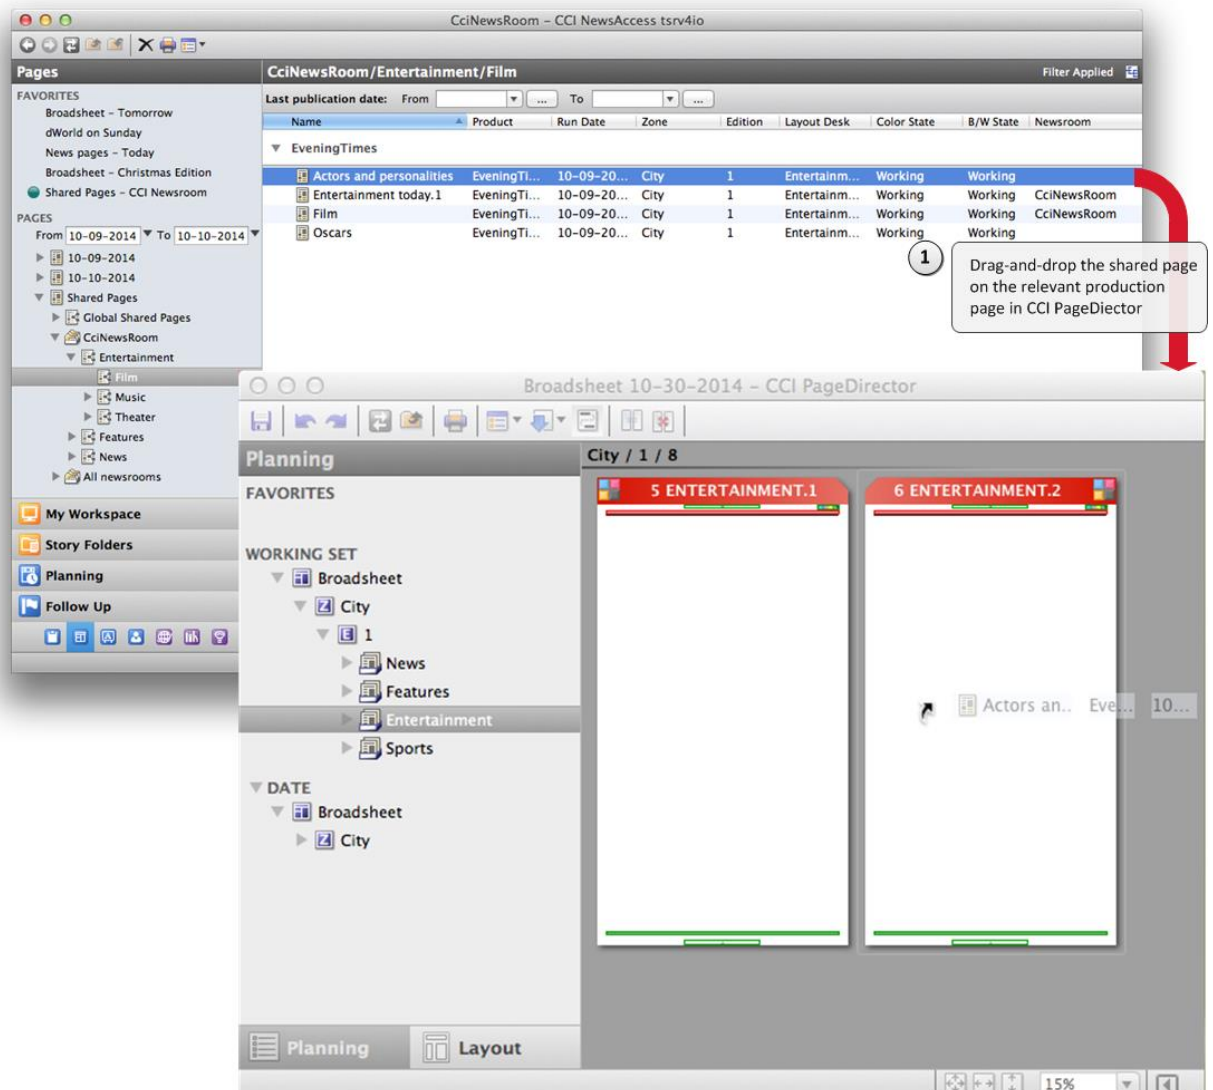 CciNewsRoom – CCI NewsAccess tsrv4io
Pages
CciNewsRoom/Entertainment/Film
Filter Applied
FAVORITES
Broadsheet – Tomorrow
dWorld on Sunday
News pages – Today
Broadsheet – Christmas Edition
Shared Pages – CCI Newsroom
PAGES
From 10-09-2014 To 10-10-2014
10-09-2014
10-10-2014
Shared Pages
Global Shared Pages
CciNewsRoom
Entertainment
Film
Music
Theater
Features
News
All newsrooms
My Workspace
Story Folders
Planning
Follow Up
Last publication date: From ... To ...
Name Product Run Date Zone Edition Layout Desk Color State B/W State Newsroom
EveningTimes
Actors and personalities EveningTi... 10-09-20... City 1 Entertainm... Working Working
Entertainment today.1 EveningTi... 10-09-20... City 1 Entertainm... Working Working CciNewsRoom
Film EveningTi... 10-09-20... City 1 Entertainm... Working Working CciNewsRoom
Oscars EveningTi... 10-09-20... City 1 Entertainm... Working Working
1
Drag-and-drop the shared page
on the relevant production
page in CCI PageDiector
Broadsheet 10-30-2014 – CCI PageDirector
Planning
FAVORITES
WORKING SET
Broadsheet
Z City
E 1
News
Features
Entertainment
Sports
DATE
Broadsheet
Z City
Planning
Layout
City / 1 / 8
5 ENTERTAINMENT.1
6 ENTERTAINMENT.2
Actors an.. Eve... 10...
15%